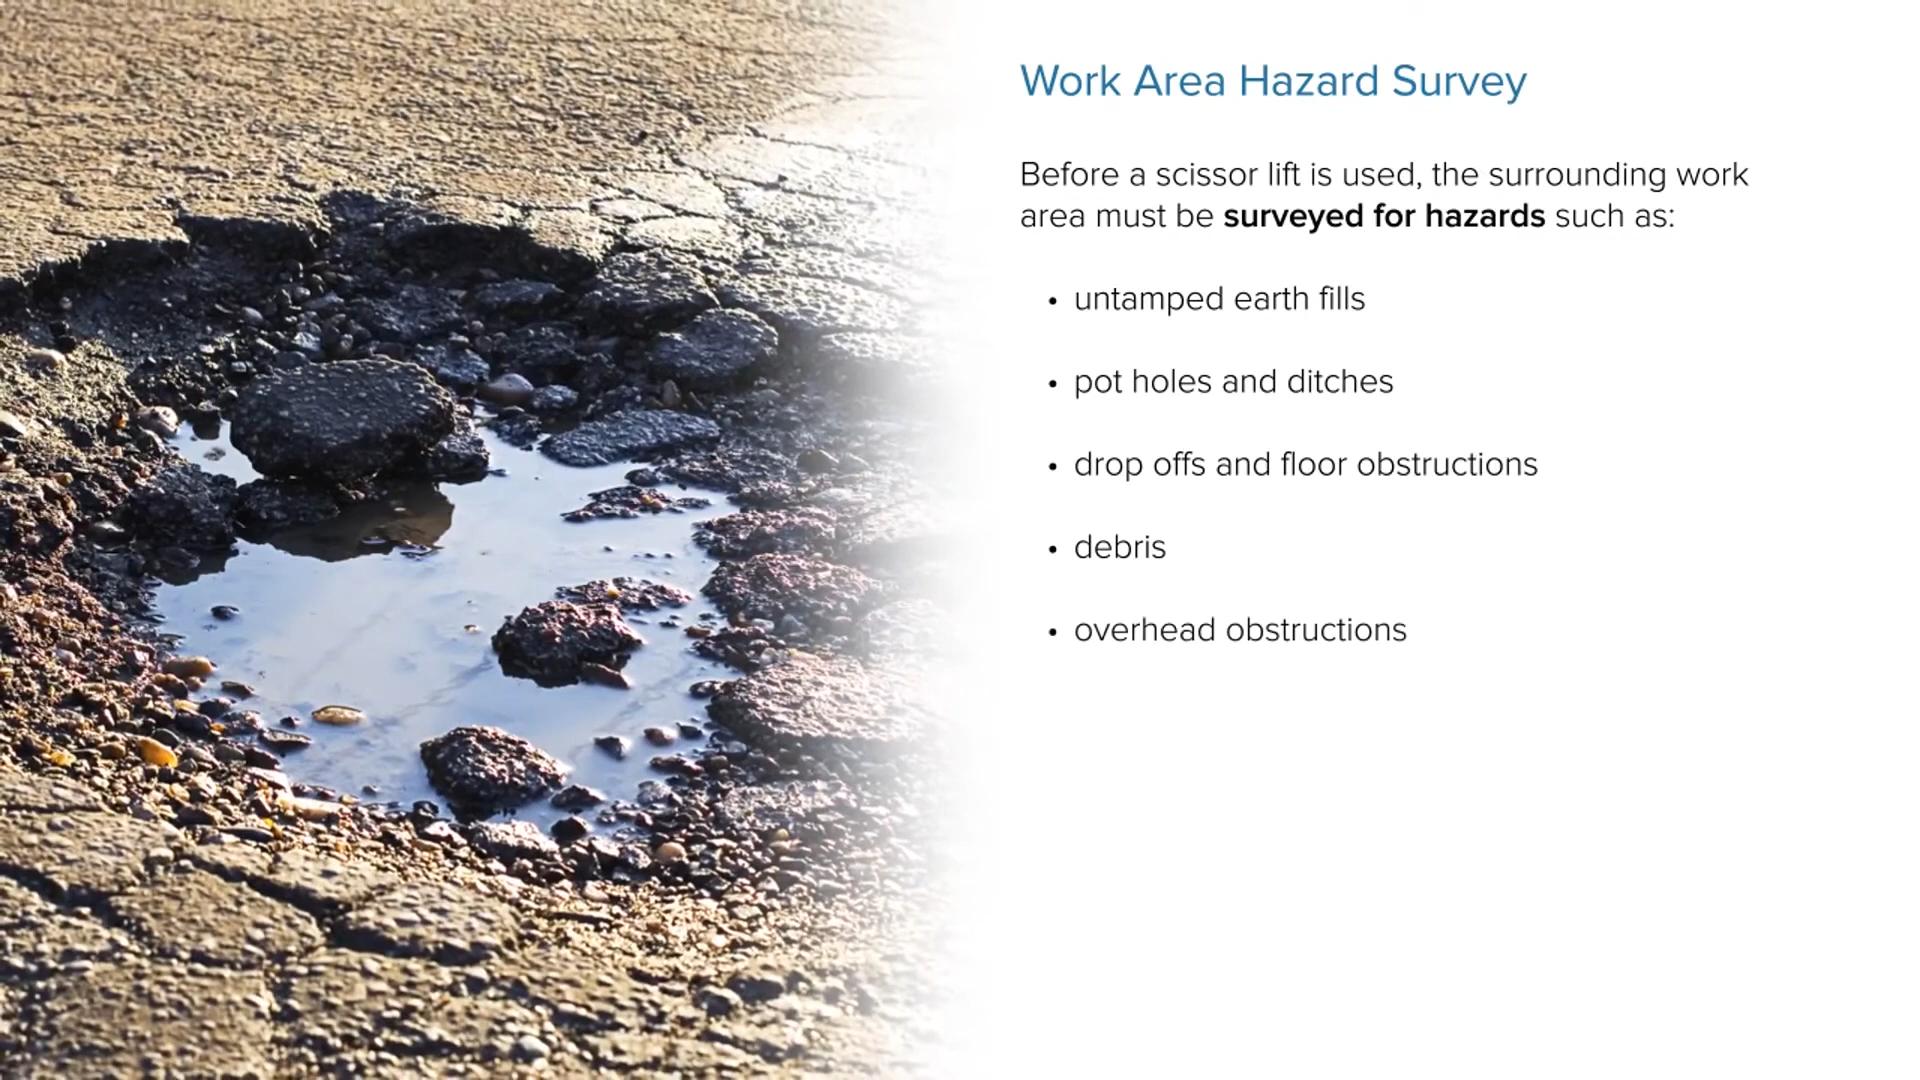 Work Area Hazard Survey
Before a scissor lift is used, the surrounding work
area must be surveyed for hazards such as:
• untamped earth fills
• pot holes and ditches
• drop offs and floor obstructions
• debris
• overhead obstructions